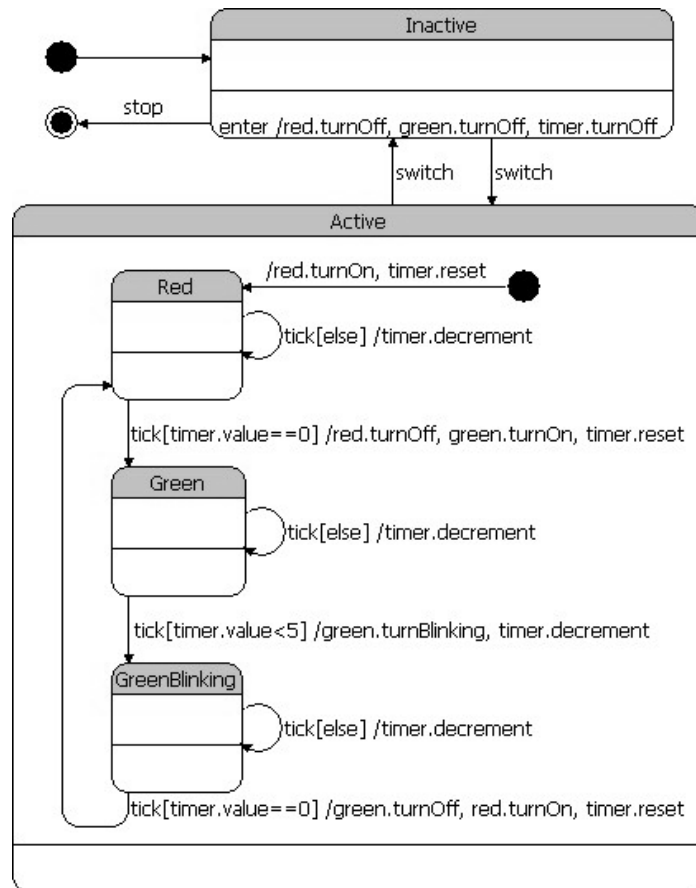 Inactive
stop
enter /red.turnOff, green.turnOff, timer.turnOff
switch
switch
Active
/red.turnOn, timer.reset
Red
tick[else] /timer.decrement
tick[timer.value==0] /red.turnOff, green.turnOn, timer.reset
Green
tick[else] /timer.decrement
tick[timer.value<5] /green.turnBlinking, timer.decrement
GreenBlinking
tick[else] /timer.decrement
tick[timer.value==0] /green.turnOff, red.turnOn, timer.reset